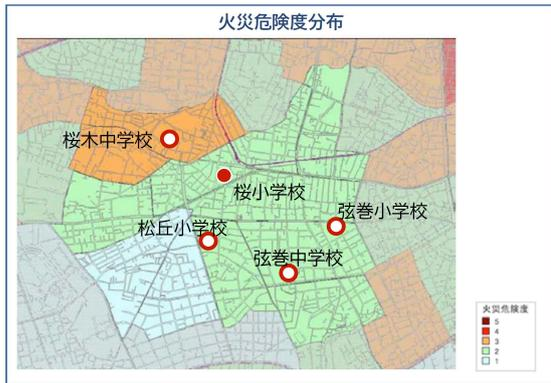 火災危険度分布
桜木中学校
桜小学校
弦巻小学校
松丘小学校
弦巻中学校
火災危険度
5
4
3
2
1